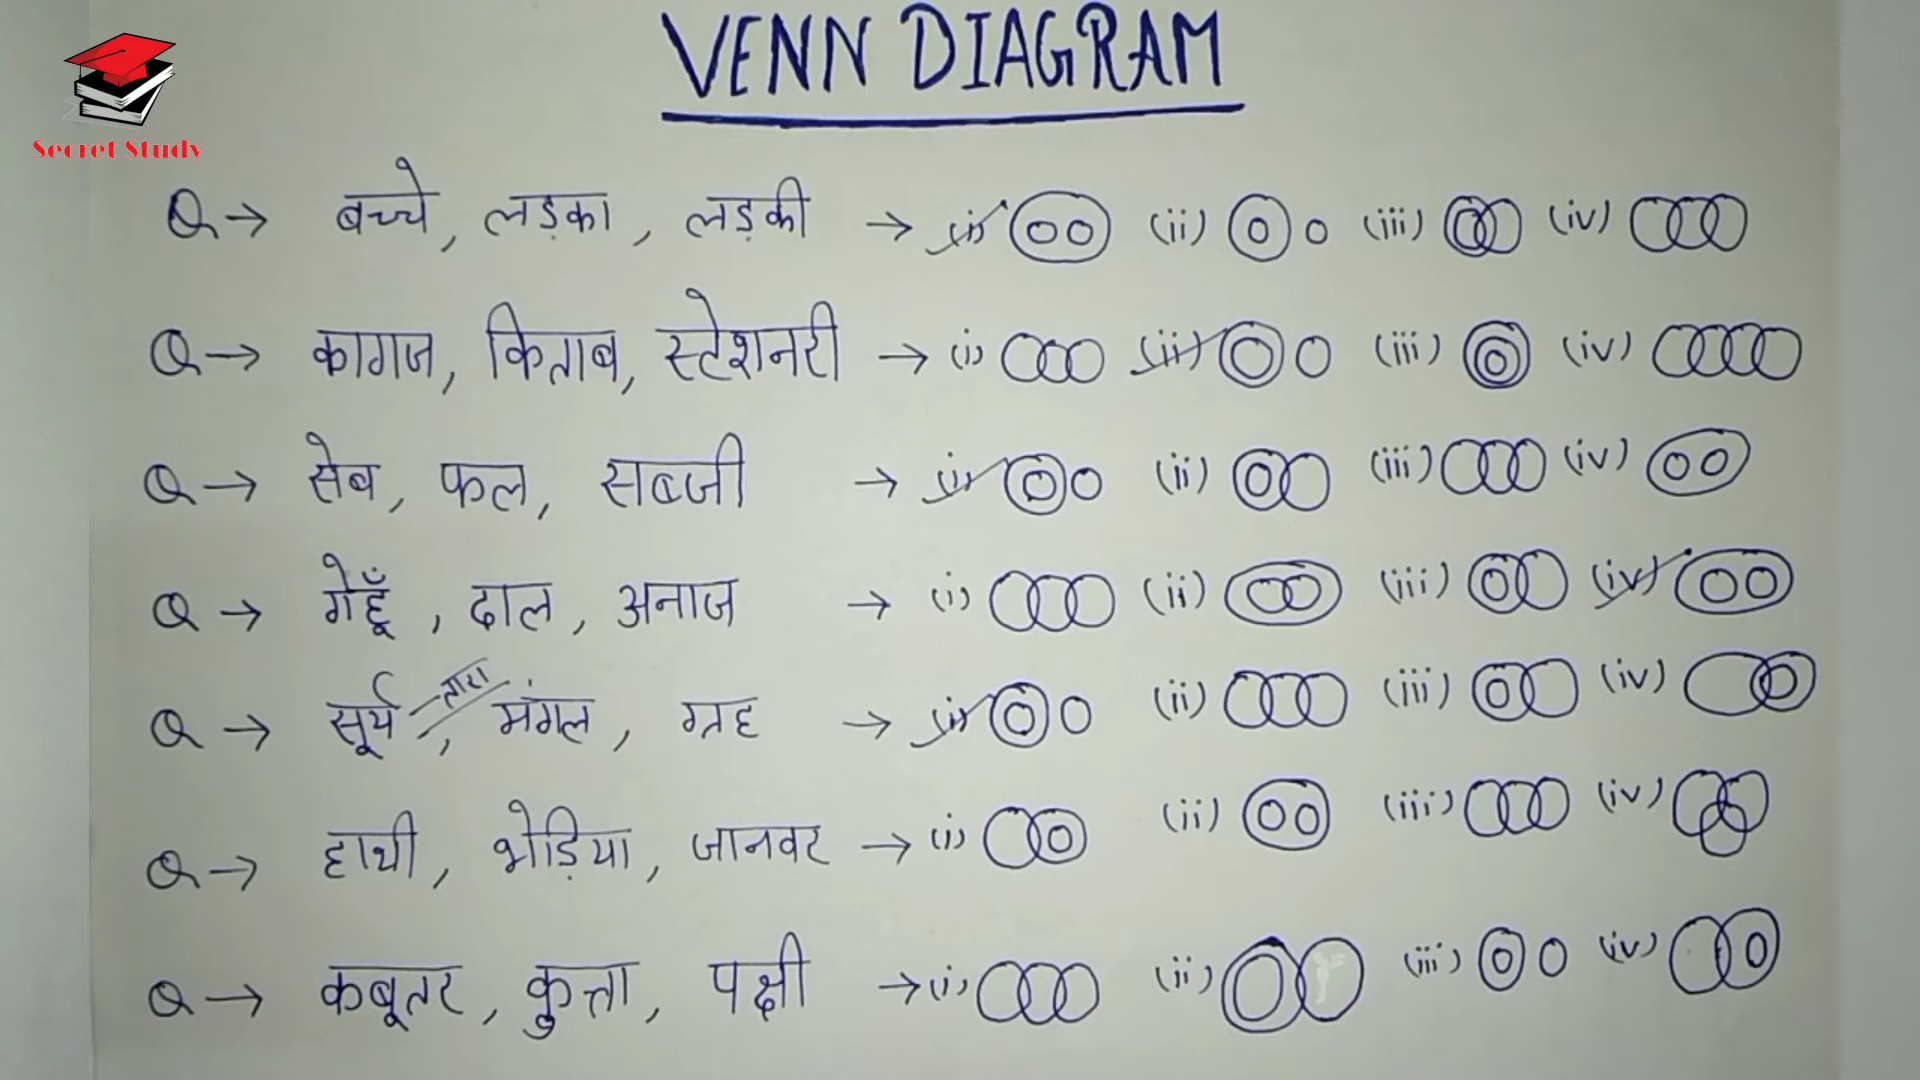 VENN DIAGRAM
Secret Study
Q→ बच्चे, लड़का, लड़की → (i) (ii) (iii) (iv)
Q→ कागज, किताब, स्टेशनरी → (i) (ii) (iii) (iv)
Q→ सेब, फल, सब्जी → (i) (ii) (iii) (iv)
Q→ गेहूँ, दाल, अनाज → (i) (ii) (iii) (iv)
Q→ सूर्य, तारा मंगल, ग्रह → (i) (ii) (iii) (iv)
Q→ हाथी, भेड़िया, जानवर → (i) (ii) (iii) (iv)
Q→ कबूतर, कुत्ता, पक्षी → (i) (ii) (iii) (iv)